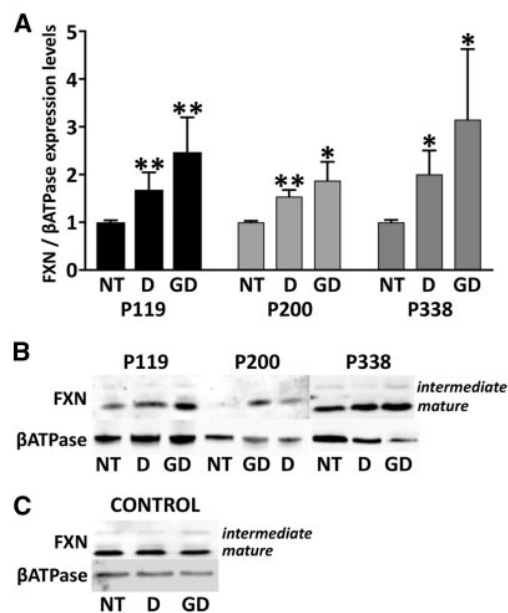 A
FXN / βATPase expression levels
5
4
3
2
1
0
** ** ** * * *
NT D GD NT D GD NT D GD
P119 P200 P338
B
P119 P200 P338
FXN intermediate
mature
βATPase
NT D GD NT GD D NT D GD
C
CONTROL
FXN intermediate
mature
βATPase
NT D GD